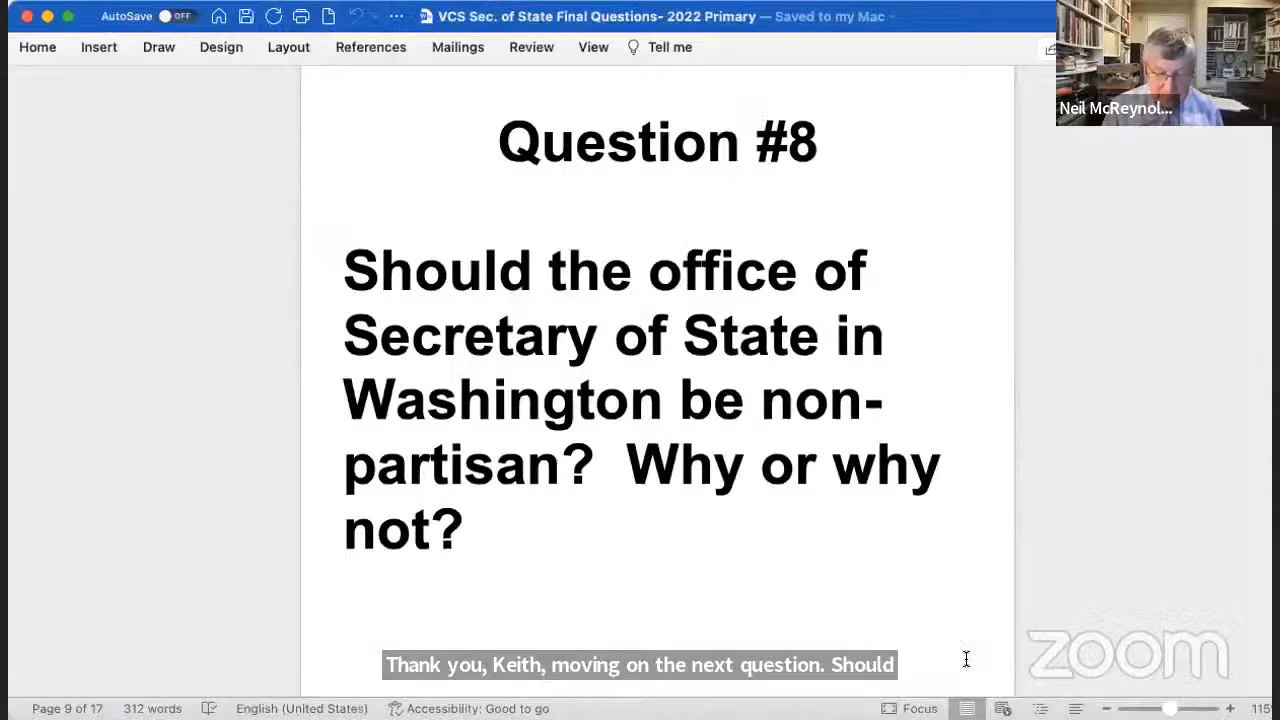 AutoSave OFF ... VCS Sec. of State Final Questions- 2022 Primary — Saved to my Mac
Home Insert Draw Design Layout References Mailings Review View Tell me
Neil McReynol...
Question #8
Should the office of
Secretary of State in
Washington be non-
partisan? Why or why
not?
Thank you, Keith, moving on the next question. Should
zoom
Page 9 of 17 312 words English (United States) Accessibility: Good to go Focus 115